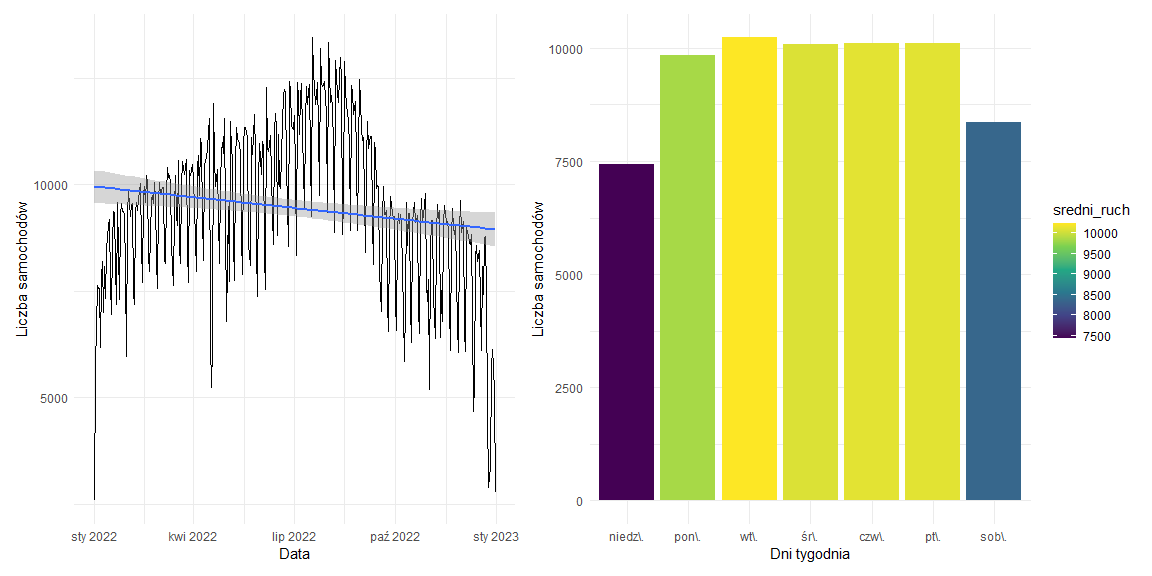 Liczba samochodów
10000
5000
sty 2022
kwi 2022
lip 2022
paź 2022
sty 2023
Data
Liczba samochodów
10000
7500
5000
2500
0
niedz\.
pon\.
wt\.
śr\.
czw\.
pt\.
sob\.
Dni tygodnia
sredni_ruch
10000
9500
9000
8500
8000
7500